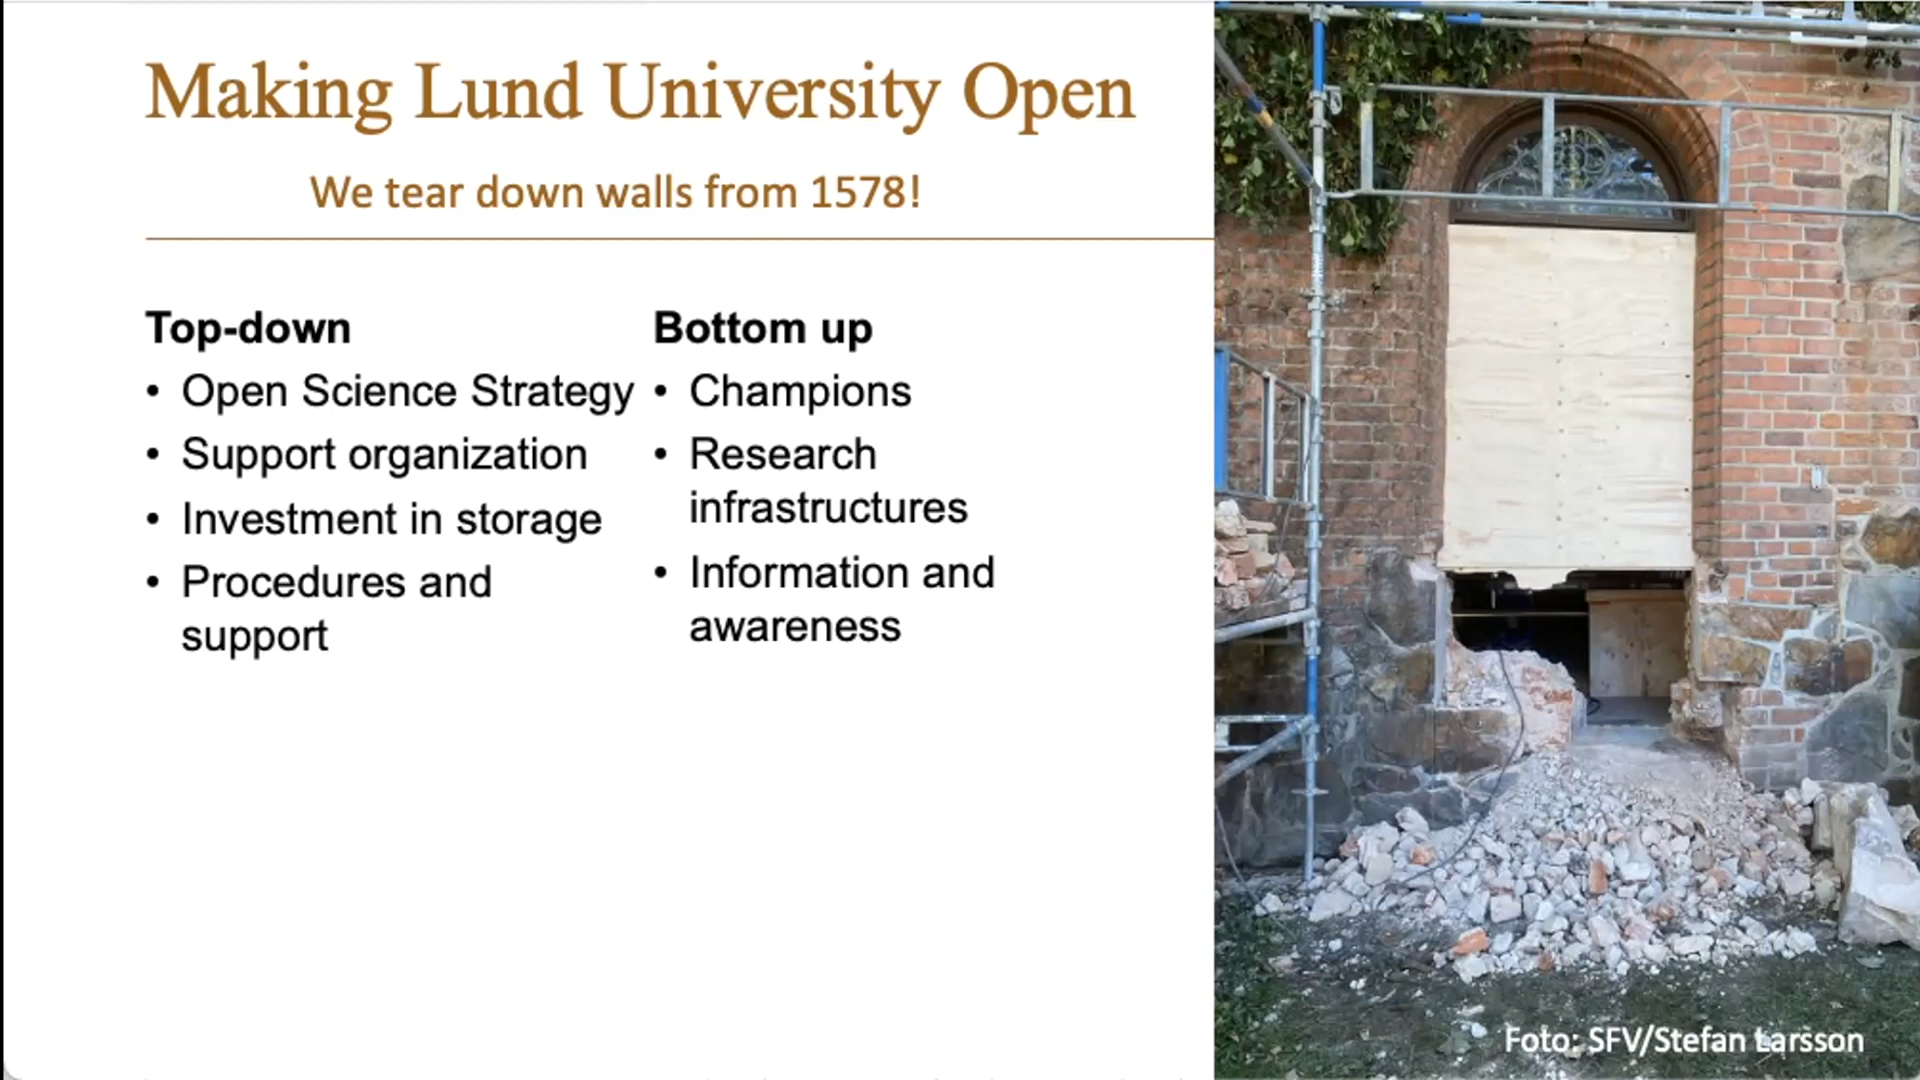 Making Lund University Open
We tear down walls from 1578!
Top-down
• Open Science Strategy
• Support organization
• Investment in storage
• Procedures and
support
Bottom up
• Champions
• Research
infrastructures
• Information and
awareness
Foto: SFV/Stefan Larsson